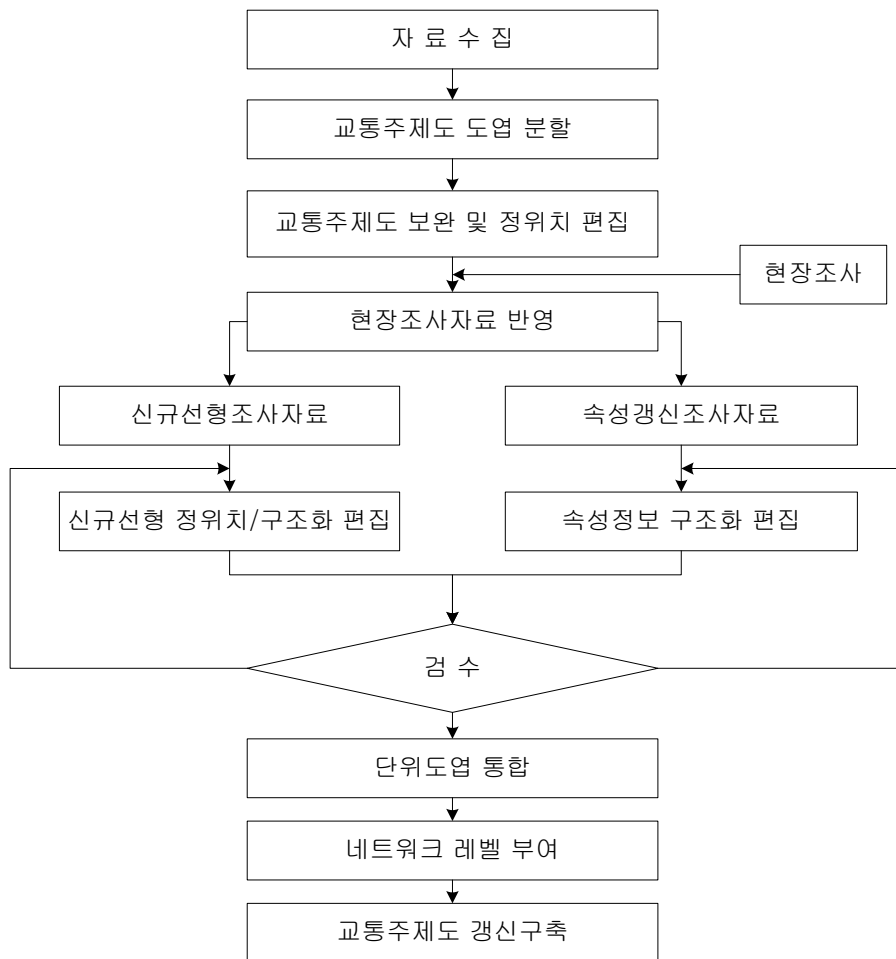 자 료 수 집
교통주제도 도엽 분할
교통주제도 보완 및 정위치 편집
현장조사
현장조사자료 반영
신규선형조사자료
속성갱신조사자료
신규선형 정위치/구조화 편집
속성정보 구조화 편집
검 수
단위도엽 통합
네트워크 레벨 부여
교통주제도 갱신구축